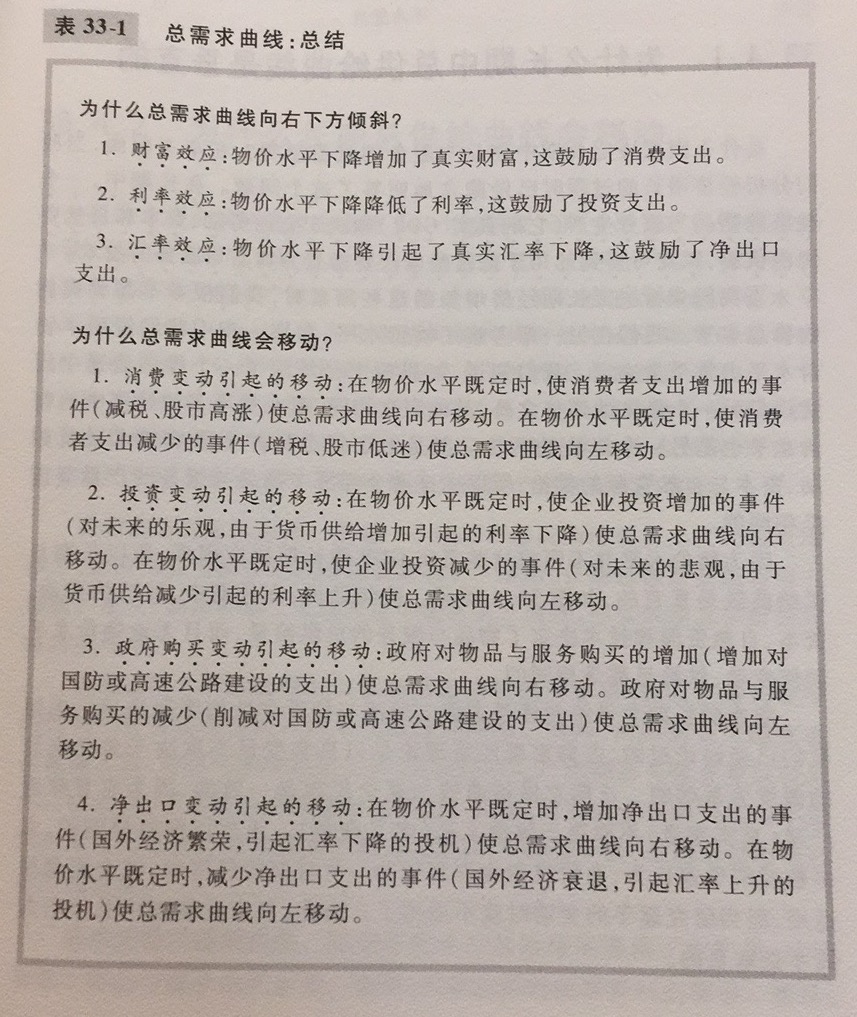 表 33-1 总需求曲线:总结
为什么总需求曲线向右下方倾斜?
1. 财富效应:物价水平下降增加了真实财富,这鼓励了消费支出。
2. 利率效应:物价水平下降降低了利率,这鼓励了投资支出。
3. 汇率效应:物价水平下降引起了真实汇率下降,这鼓励了净出口
支出。
为什么总需求曲线会移动?
1. 消费变动引起的移动:在物价水平既定时,使消费者支出增加的事
件(减税、股市高涨)使总需求曲线向右移动。在物价水平既定时,使消费
者支出减少的事件(增税、股市低迷)使总需求曲线向左移动。
2. 投资变动引起的移动:在物价水平既定时,使企业投资增加的事件
(对未来的乐观,由于货币供给增加引起的利率下降)使总需求曲线向右
移动。在物价水平既定时,使企业投资减少的事件(对未来的悲观,由于
货币供给减少引起的利率上升)使总需求曲线向左移动。
3. 政府购买变动引起的移动:政府对物品与服务购买的增加(增加对
国防或高速公路建设的支出)使总需求曲线向右移动。政府对物品与服
务购买的减少(削减对国防或高速公路建设的支出)使总需求曲线向左
移动。
4. 净出口变动引起的移动:在物价水平既定时,增加净出口支出的事
件(国外经济繁荣,引起汇率下降的投机)使总需求曲线向右移动。在物
价水平既定时,减少净出口支出的事件(国外经济衰退,引起汇率上升的
投机)使总需求曲线向左移动。